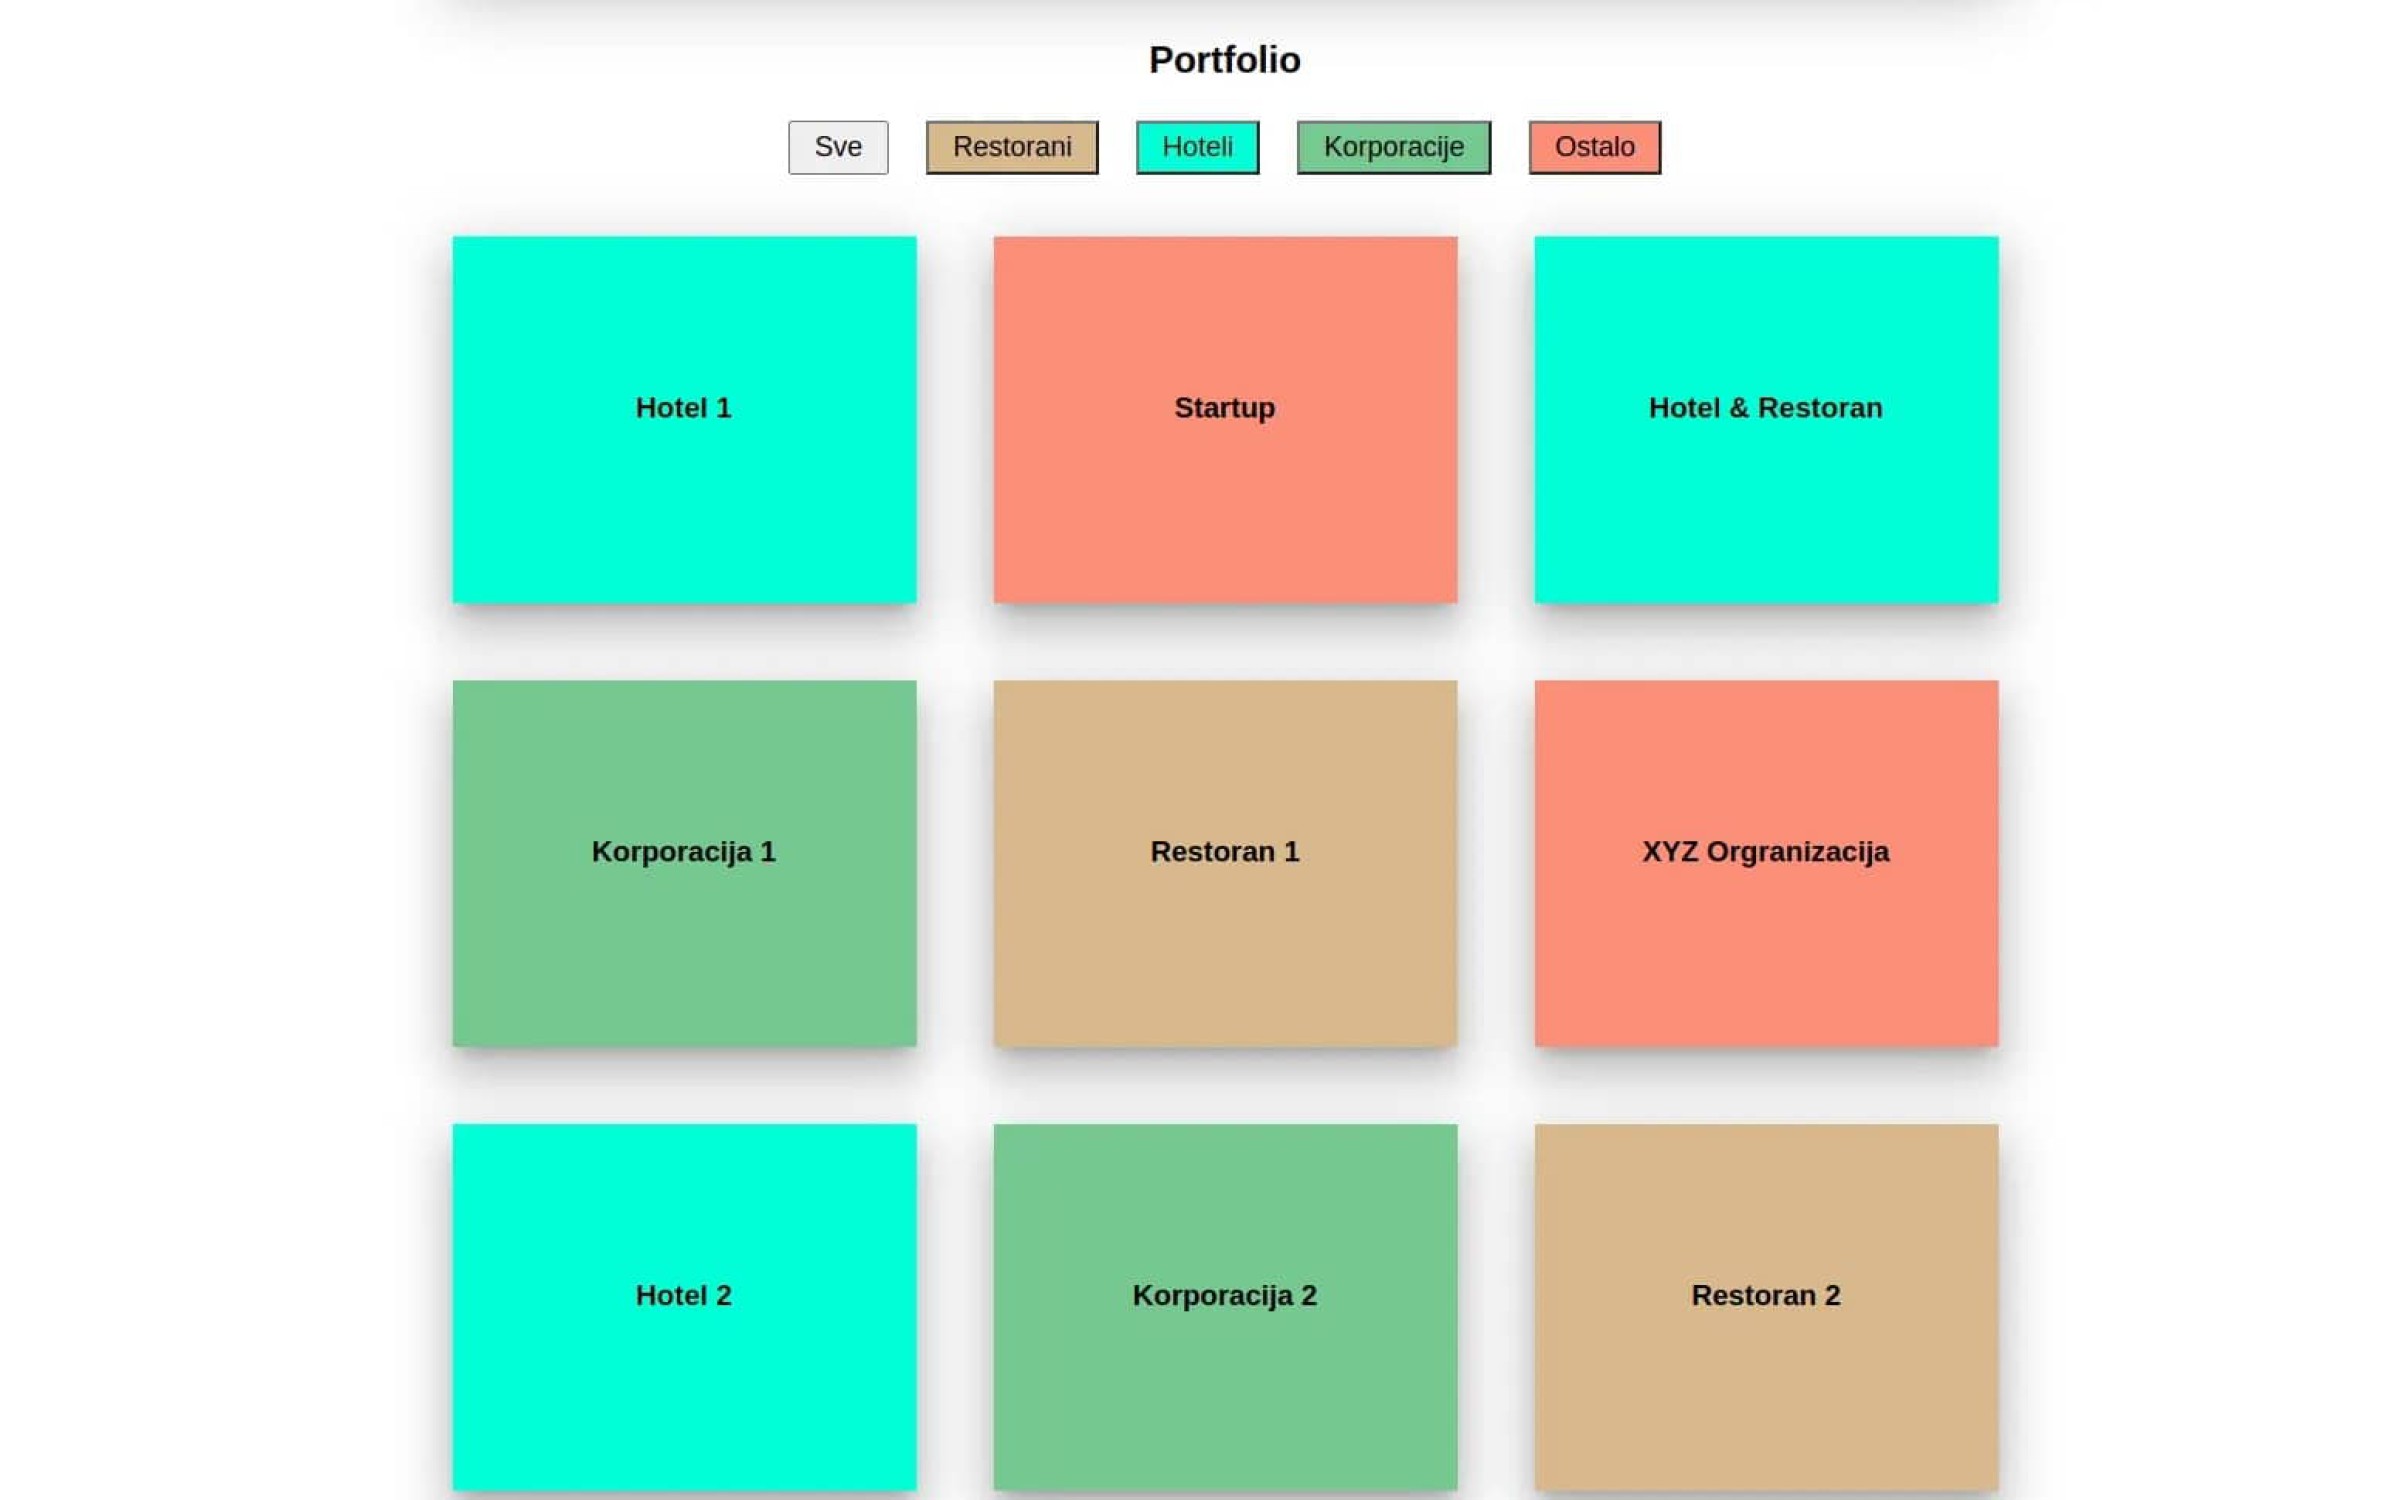 Portfolio
Sve Restorani Hoteli Korporacije Ostalo
Hotel 1 Startup Hotel & Restoran
Korporacija 1 Restoran 1 XYZ Orgranizacija
Hotel 2 Korporacija 2 Restoran 2